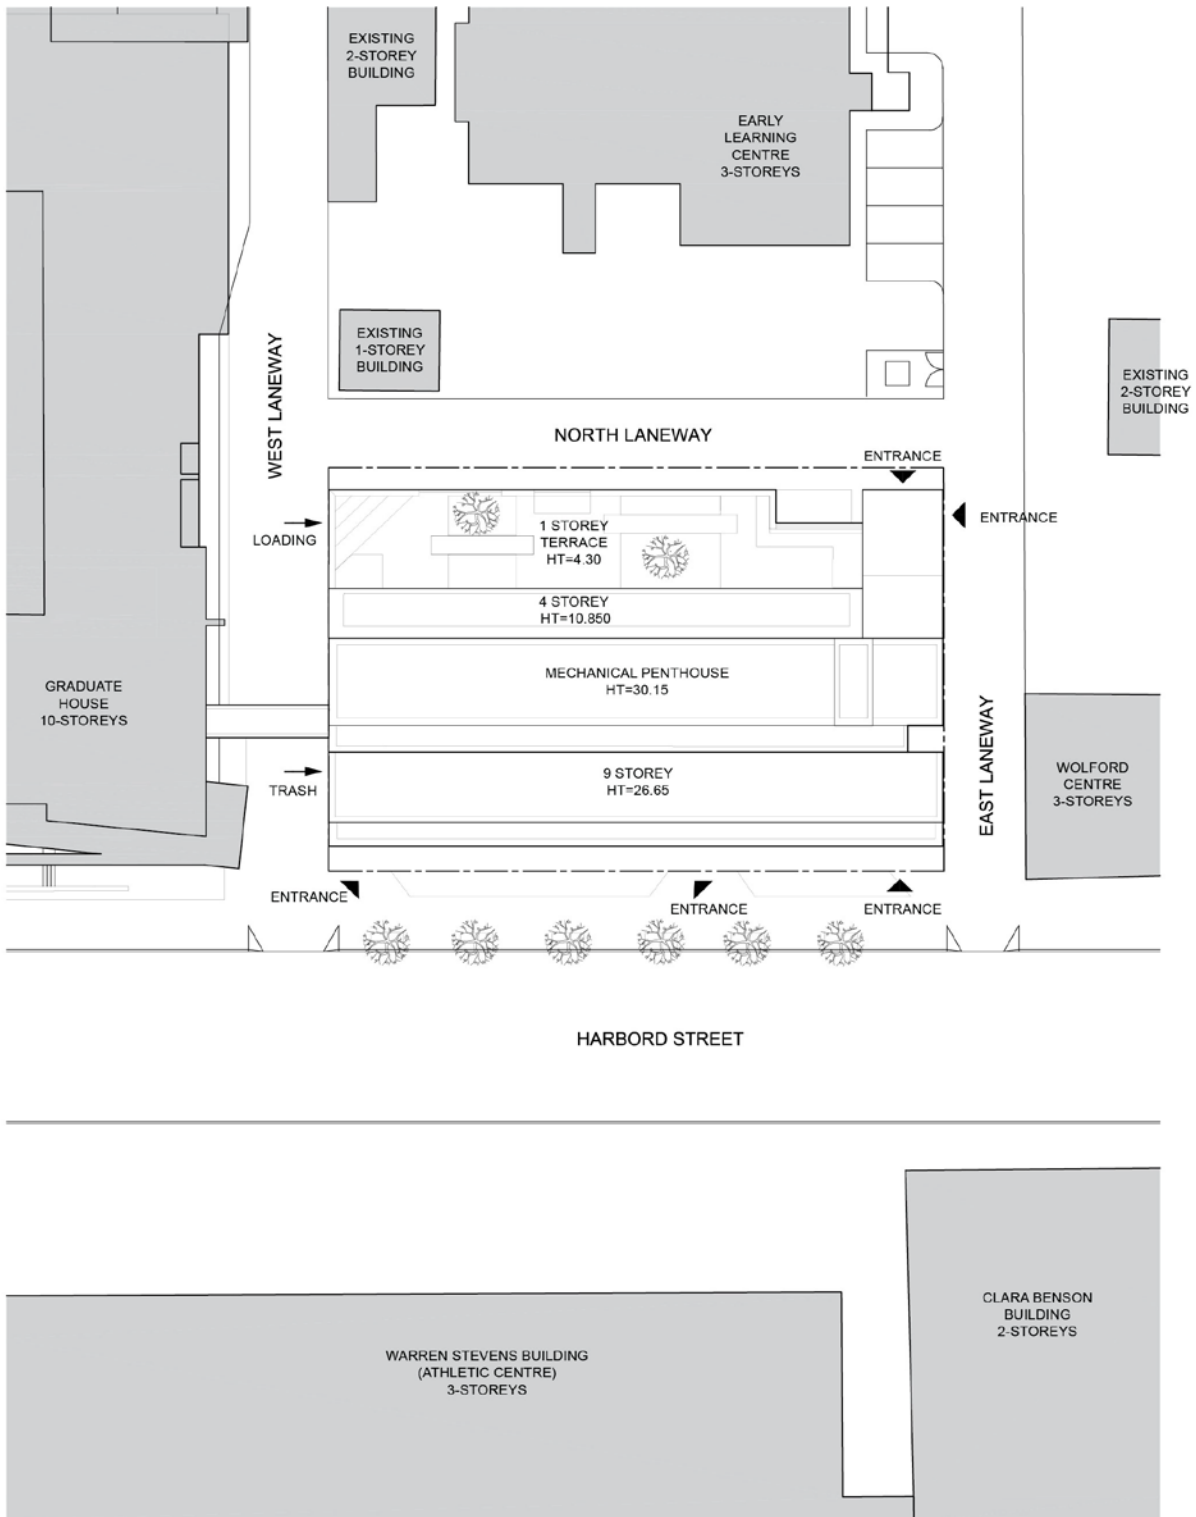 EXISTING
2-STOREY
BUILDING
EARLY
LEARNING
CENTRE
3-STOREYS
EXISTING
1-STOREY
BUILDING
WEST LANEWAY
EXISTING
2-STOREY
BUILDING
NORTH LANEWAY
ENTRANCE
ENTRANCE
LOADING
1 STOREY
TERRACE
HT=4.30
4 STOREY
HT=10.850
MECHANICAL PENTHOUSE
HT=30.15
GRADUATE
HOUSE
10-STOREYS
EAST LANEWAY
9 STOREY
HT=26.65
TRASH
WOLFORD
CENTRE
3-STOREYS
ENTRANCE
ENTRANCE
ENTRANCE
HARBORD STREET
CLARA BENSON
BUILDING
2-STOREYS
WARREN STEVENS BUILDING
(ATHLETIC CENTRE)
3-STOREYS